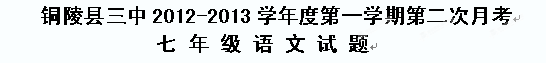 铜陵县三中2012-2013学年度第一学期第二次月考
七 年 级 语 文 试 题